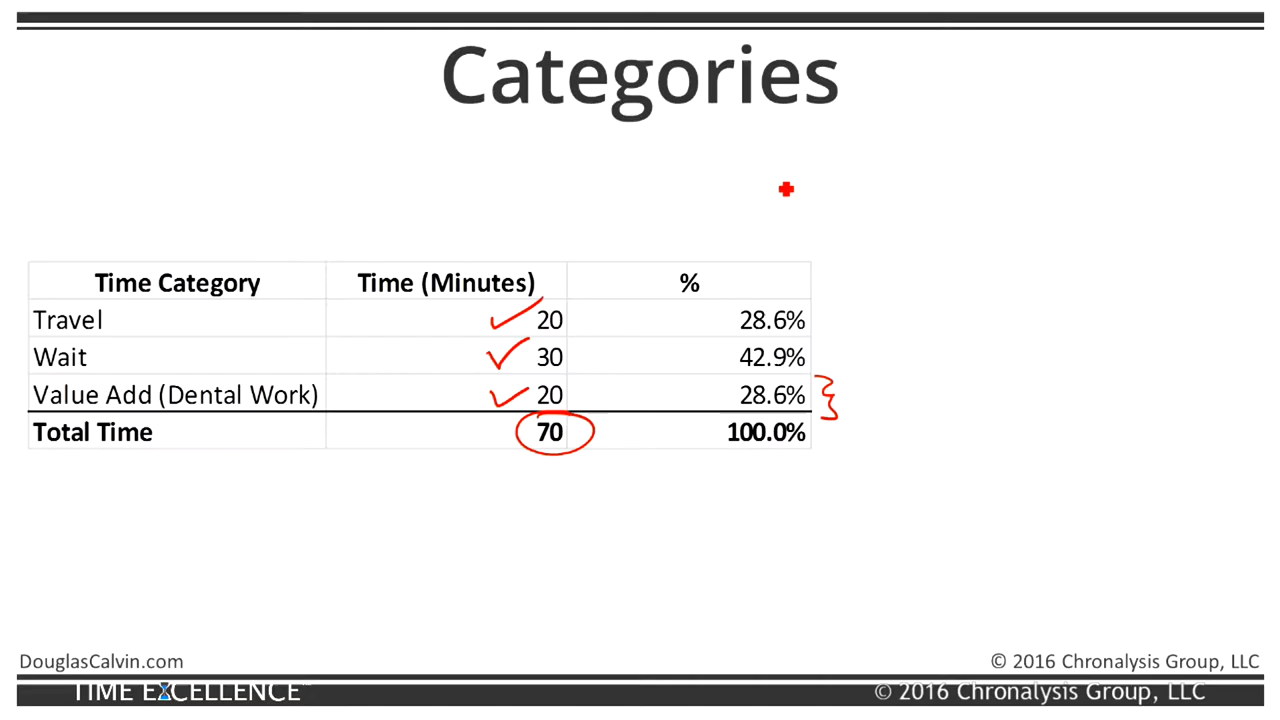 Categories
Time Category Time (Minutes) %
Travel 20 28.6%
Wait 30 42.9%
Value Add (Dental Work) 20 28.6%
Total Time 70 100.0%
DouglasCalvin.com © 2016 Chronalysis Group, LLC
TIME EXCELLENCE™ © 2016 Chronalysis Group, LLC